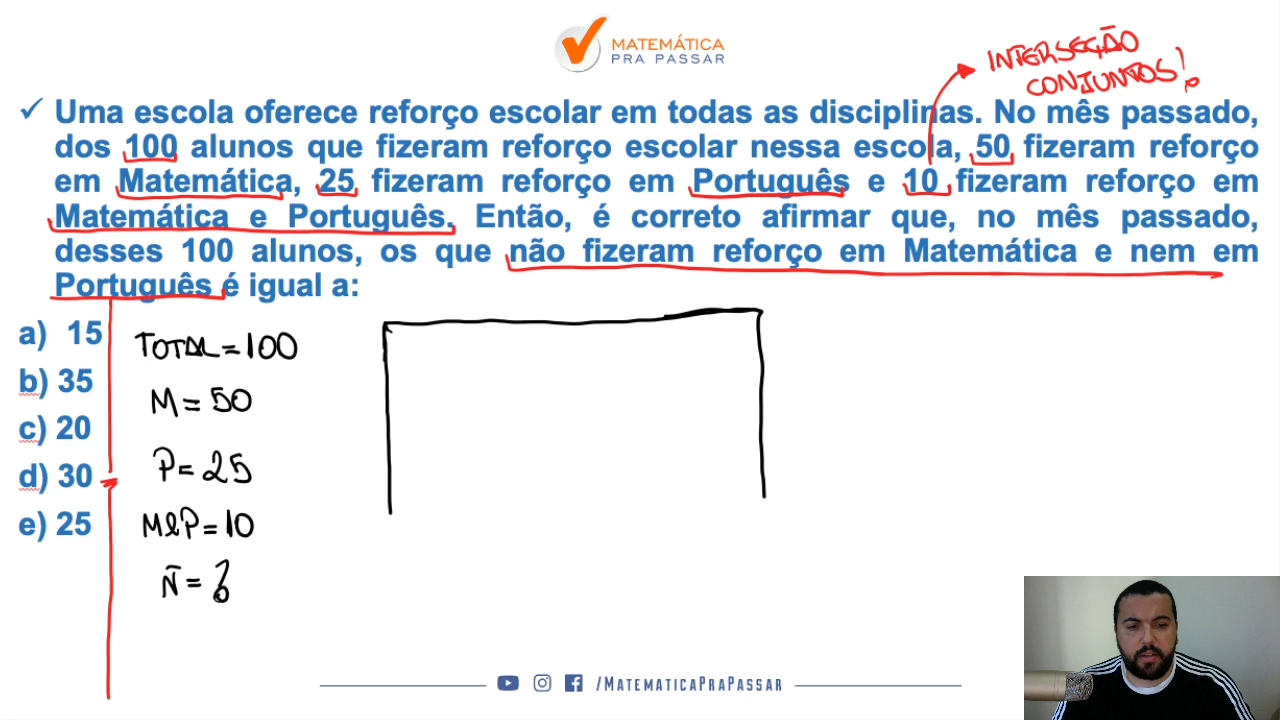 MATEMÁTICA
PRA PASSAR
INTERSEÇÃO
CONJUNTOS!
✓ Uma escola oferece reforço escolar em todas as disciplinas. No mês passado,
dos 100 alunos que fizeram reforço escolar nessa escola, 50 fizeram reforço
em Matemática, 25 fizeram reforço em Português e 10 fizeram reforço em
Matemática e Português. Então, é correto afirmar que, no mês passado,
desses 100 alunos, os que não fizeram reforço em Matemática e nem em
Português é igual a:
a) 15
b) 35
c) 20
d) 30
e) 25
TOTAL = 100
M = 50
P = 25
M e P = 10
Ñ = ?
/MatematicaPraPassar